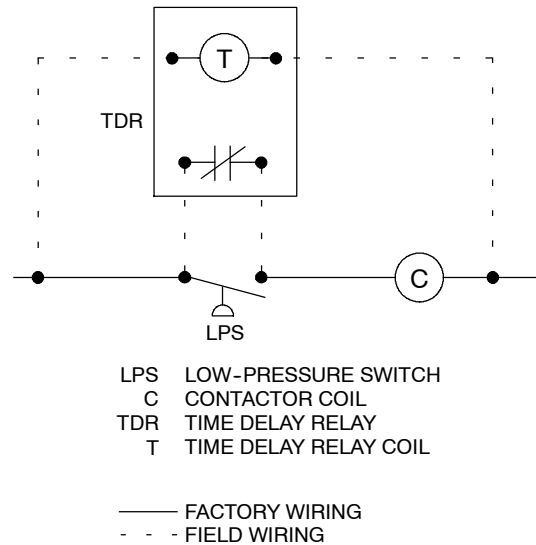 T
TDR
C
LPS
LPS LOW-PRESSURE SWITCH
C CONTACTOR COIL
TDR TIME DELAY RELAY
T TIME DELAY RELAY COIL
FACTORY WIRING
FIELD WIRING